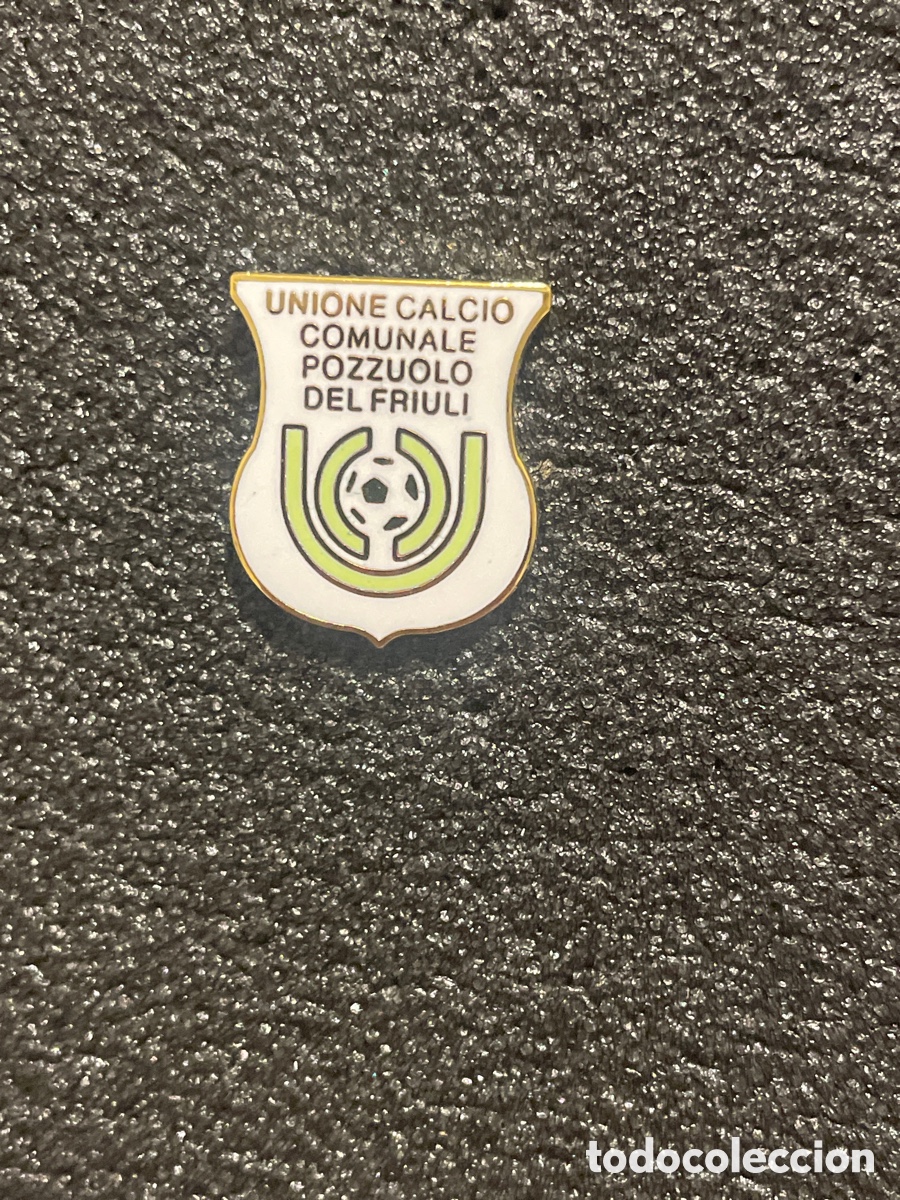 UNIONE CALCIO
COMUNALE
POZZUOLO
DEL FRIULI
todocoleccion